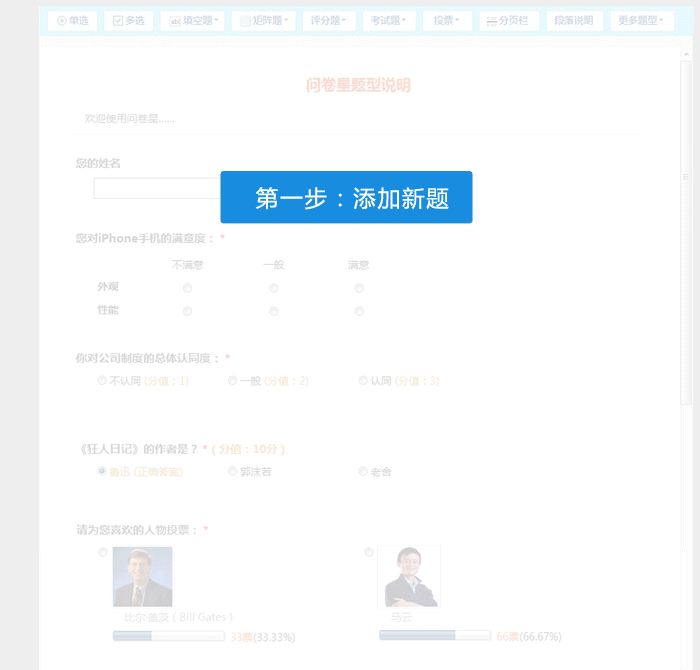 单选 多选 填空题 矩阵题 评分题 考试题 投票 分页栏 段落说明 更多题型
问卷星题型说明
欢迎使用问卷星......
您的姓名
第一步：添加新题
您对iPhone手机的满意度： *
不满意 一般 满意
外观
性能
你对公司制度的总体认同度： *
不认同 (分值：1) 一般 (分值：2) 认同 (分值：3)
《狂人日记》的作者是？ * ( 分值：10分 )
鲁迅 (正确答案) 郭沫若 老舍
请为您喜欢的人物投票： *
比尔·盖茨 ( Bill Gates ) 马云
33票(33.33%) 66票(66.67%)